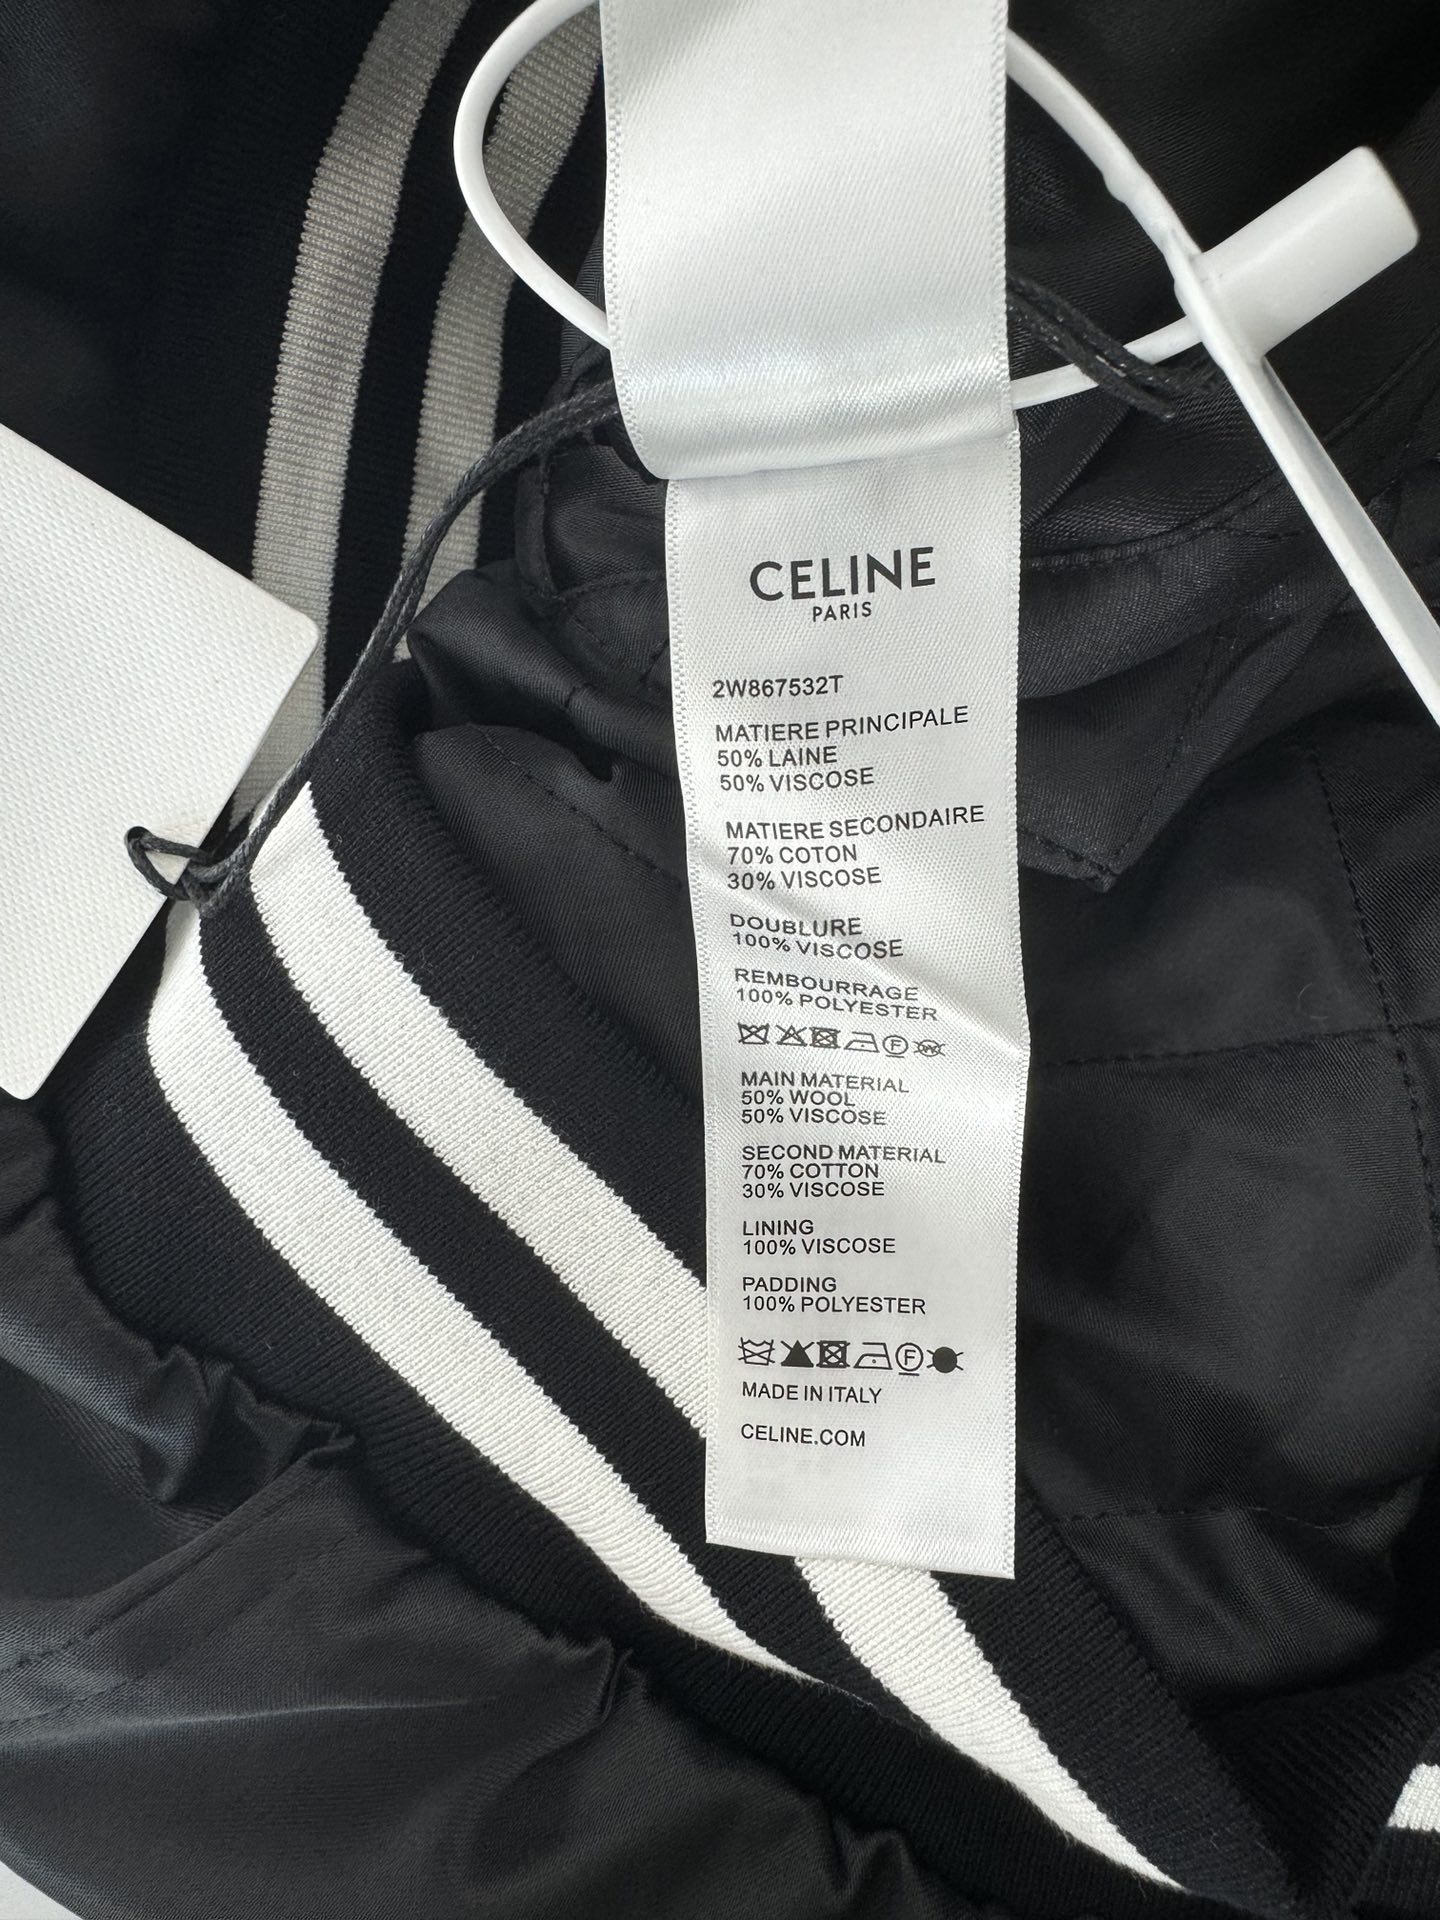 CELINE
PARIS
2W867532T
MATIERE PRINCIPALE
50% LAINE
50% VISCOSE
MATIERE SECONDAIRE
70% COTON
30% VISCOSE
DOUBLURE
100% VISCOSE
REMBOURRAGE
100% POLYESTER
MAIN MATERIAL
50% WOOL
50% VISCOSE
SECOND MATERIAL
70% COTTON
30% VISCOSE
LINING
100% VISCOSE
PADDING
100% POLYESTER
MADE IN ITALY
CELINE.COM